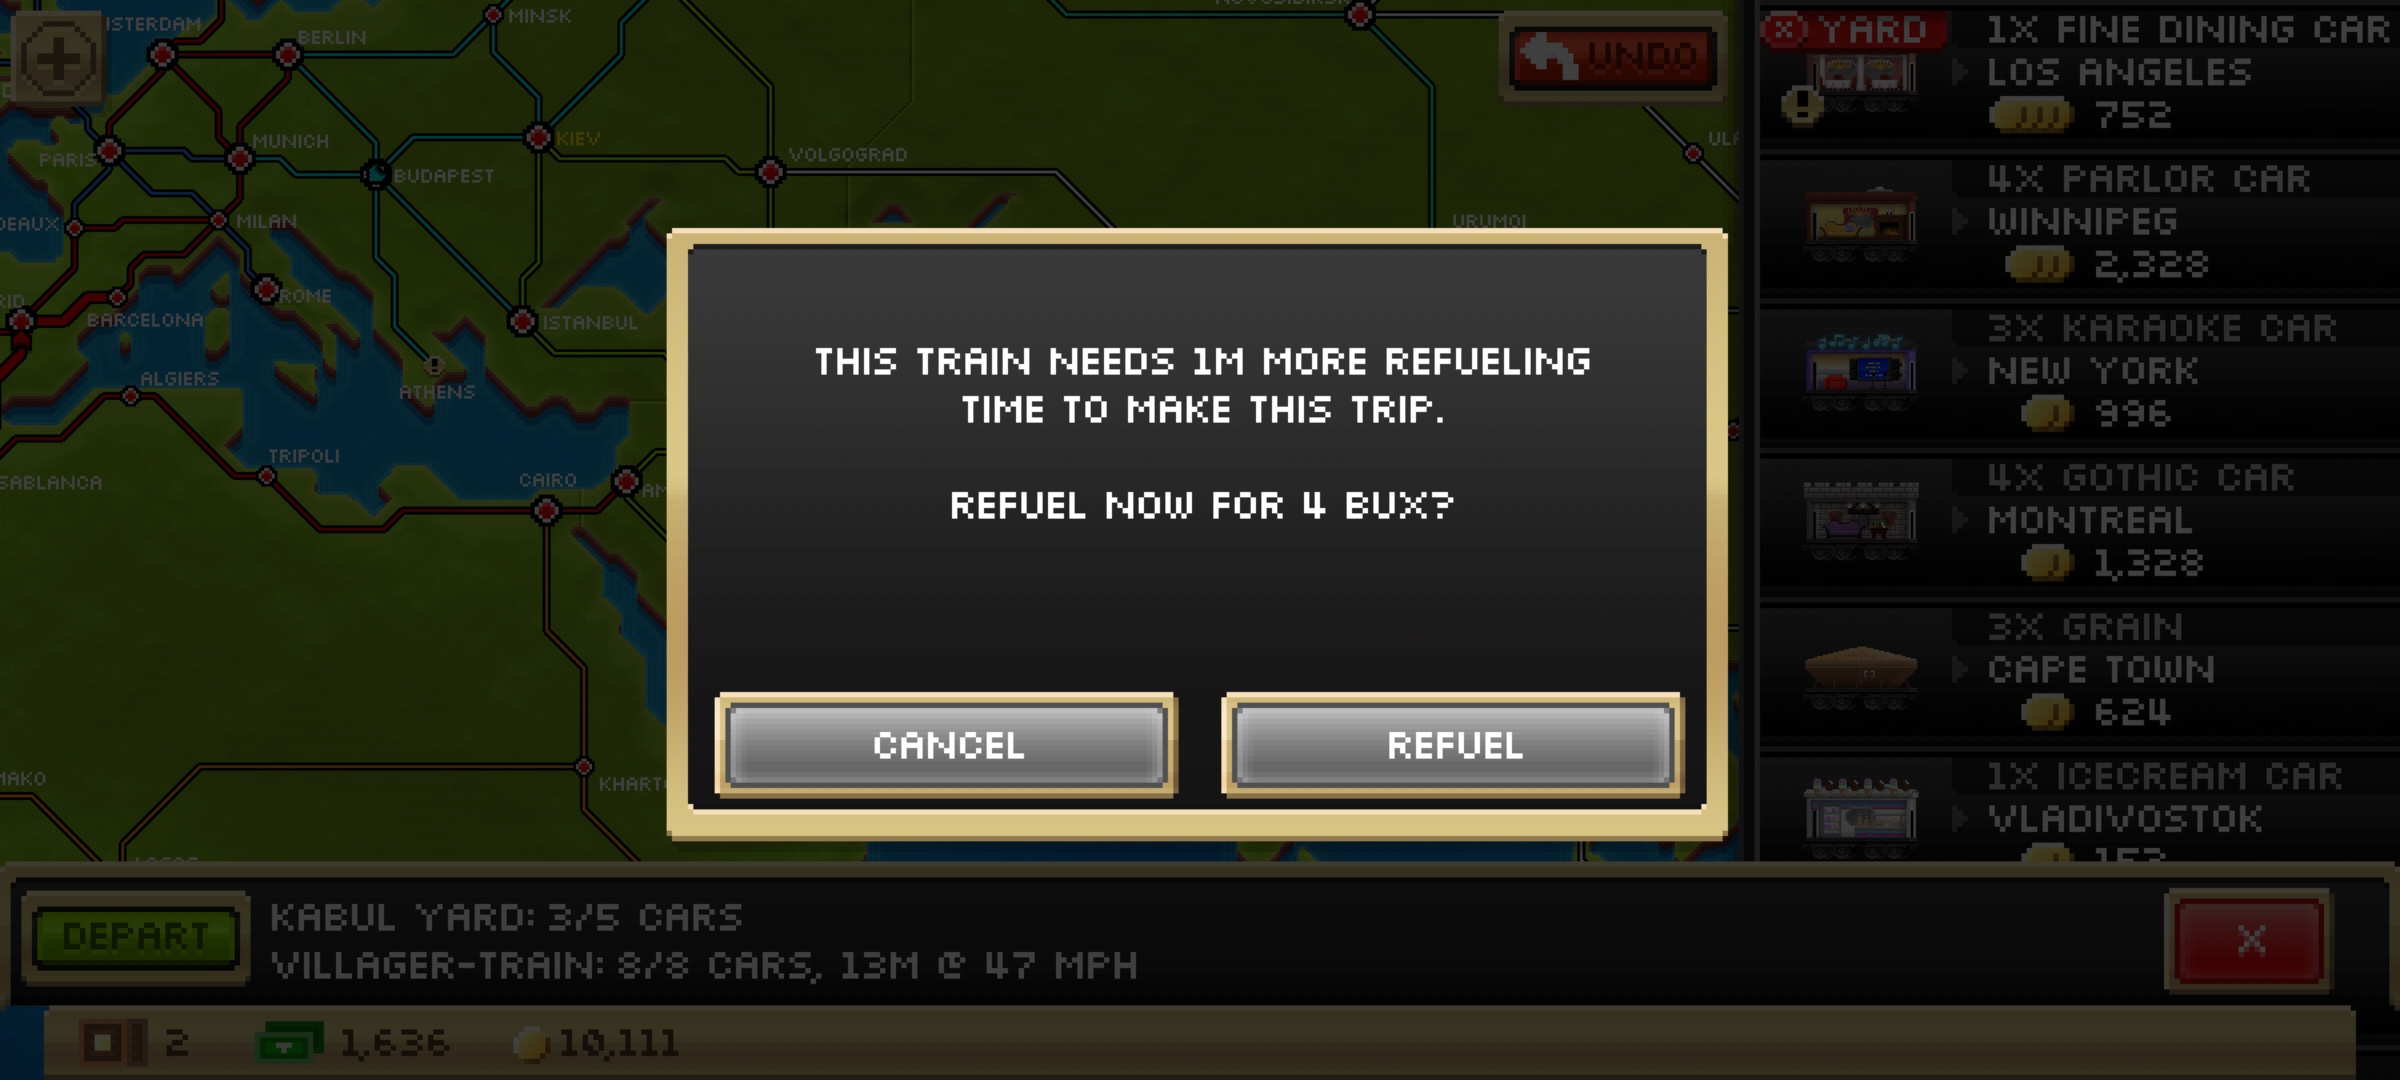 MINSK
BERLIN
UNDO
MUNICH
KIEV
PARIS
BUDAPEST
VOLGOGRAD
MILAN
URUMQI
ROME
BARCELONA
ISTANBUL
ALGIERS
ATHENS
TRIPOLI
CAIRO
YARD
1X FINE DINING CAR
LOS ANGELES
752
4X PARLOR CAR
WINNIPEG
2,328
3X KARAOKE CAR
NEW YORK
996
4X GOTHIC CAR
MONTREAL
1,328
3X GRAIN
CAPE TOWN
624
1X ICECREAM CAR
VLADIVOSTOK
THIS TRAIN NEEDS 1M MORE REFUELING
TIME TO MAKE THIS TRIP.
REFUEL NOW FOR 4 BUX?
CANCEL
REFUEL
DEPART
KABUL YARD: 3/5 CARS
VILLAGER-TRAIN: 8/8 CARS, 13M @ 47 MPH
X
2
1,636
10,111